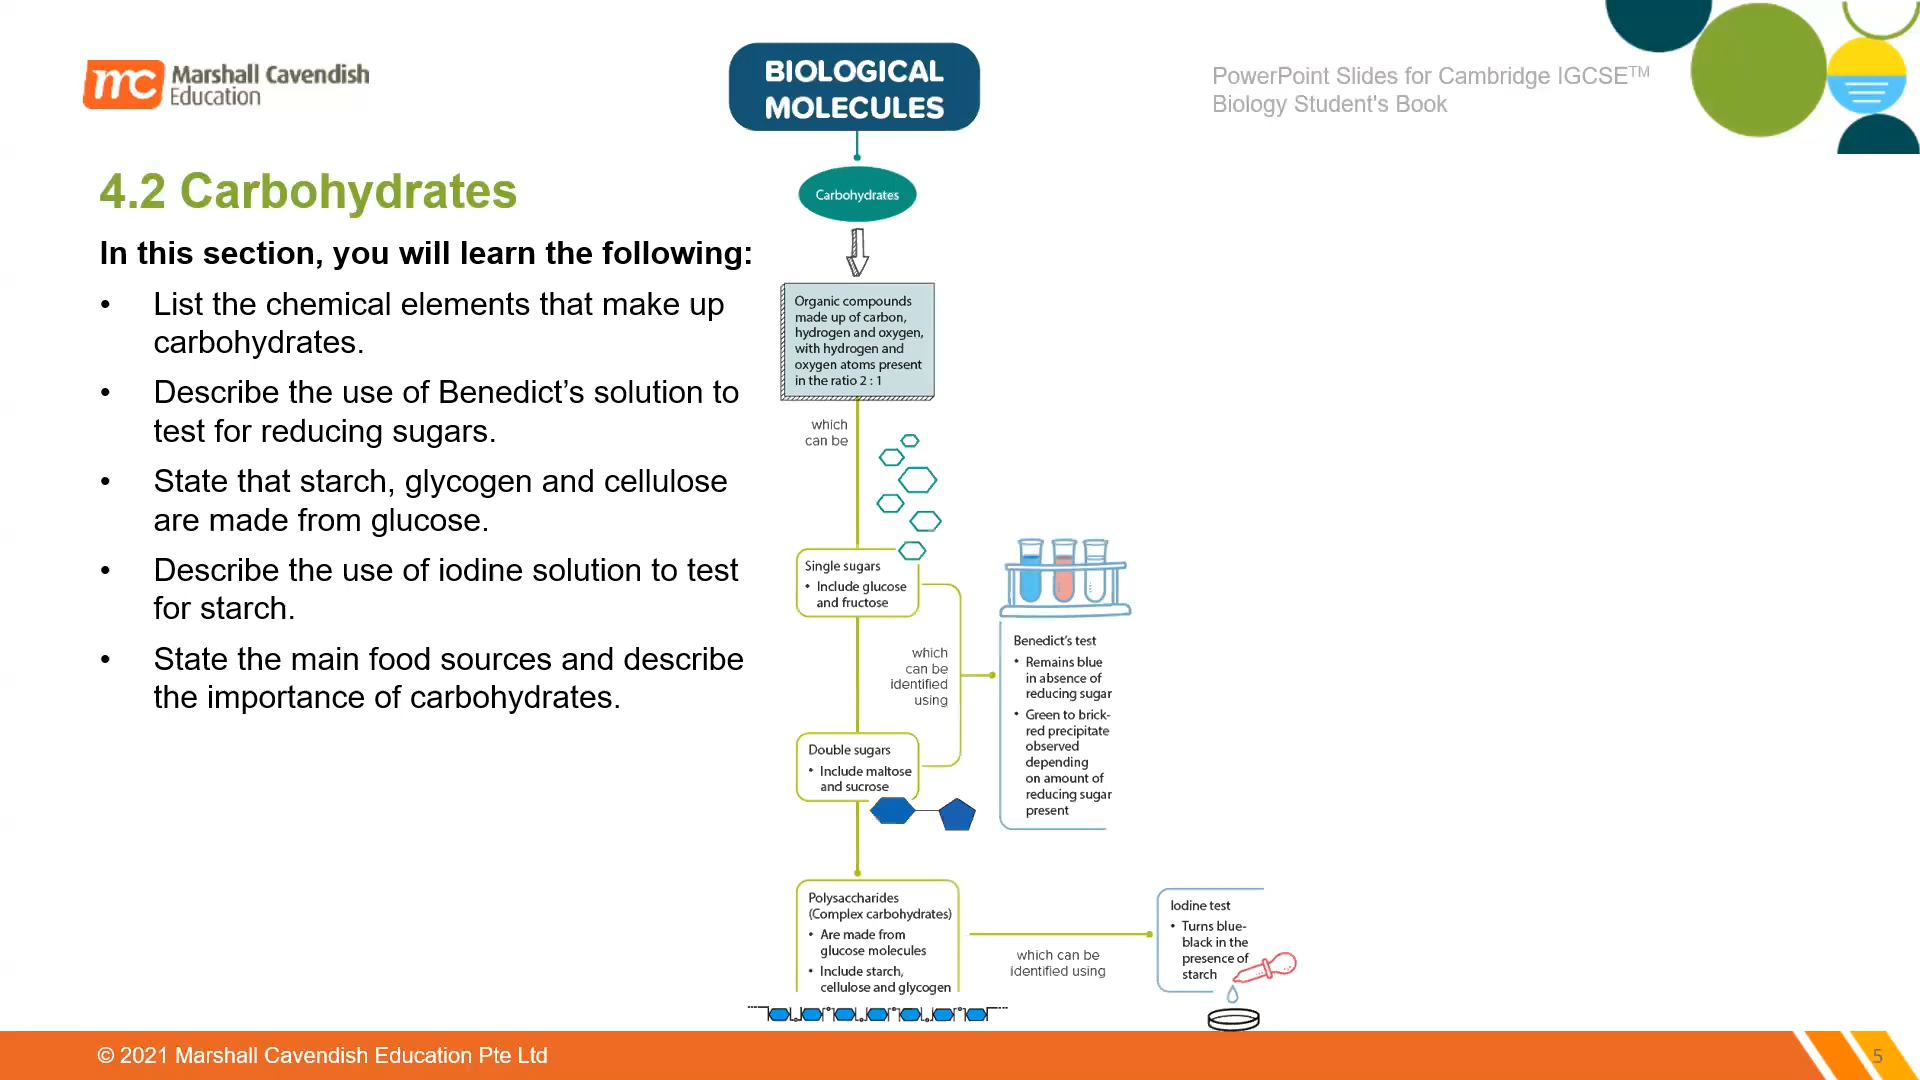 mc Marshall Cavendish
Education
BIOLOGICAL
MOLECULES
PowerPoint Slides for Cambridge IGCSE™
Biology Student's Book
4.2 Carbohydrates
In this section, you will learn the following:
• List the chemical elements that make up
carbohydrates.
• Describe the use of Benedict’s solution to
test for reducing sugars.
• State that starch, glycogen and cellulose
are made from glucose.
• Describe the use of iodine solution to test
for starch.
• State the main food sources and describe
the importance of carbohydrates.
Carbohydrates
Organic compounds
made up of carbon,
hydrogen and oxygen,
with hydrogen and
oxygen atoms present
in the ratio 2 : 1
which
can be
Single sugars
• Include glucose
and fructose
which
can be
identified
using
Benedict’s test
• Remains blue
in absence of
reducing sugar
• Green to brick-
red precipitate
observed
depending
on amount of
reducing sugar
present
Double sugars
• Include maltose
and sucrose
Polysaccharides
(Complex carbohydrates)
• Are made from
glucose molecules
• Include starch,
cellulose and glycogen
which can be
identified using
Iodine test
• Turns blue-
black in the
presence of
starch
© 2021 Marshall Cavendish Education Pte Ltd
5